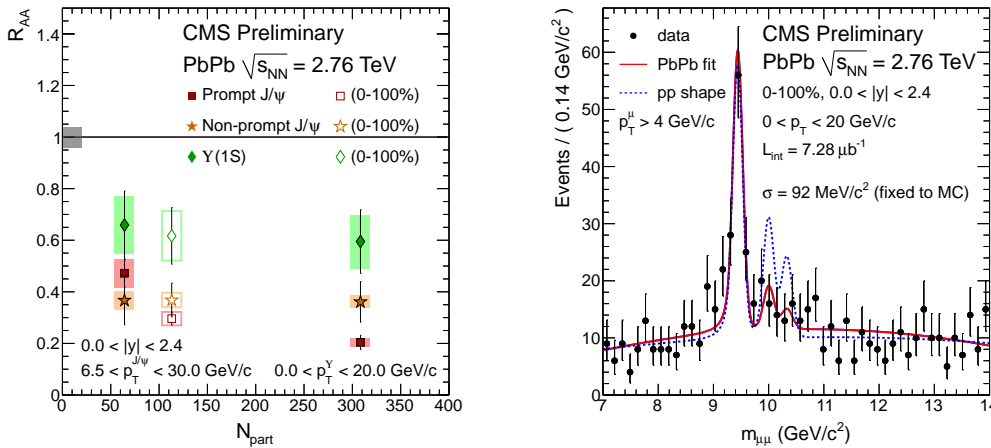 R_AA
1.4
1.2
1
0.8
0.6
0.4
0.2
0
0 50 100 150 200 250 300 350 400
N_part
CMS Preliminary
PbPb √s_NN = 2.76 TeV
Prompt J/ψ (0-100%)
Non-prompt J/ψ (0-100%)
ϒ(1S) (0-100%)
0.0 < |y| < 2.4
6.5 < p_T^J/ψ < 30.0 GeV/c 0.0 < p_T^ϒ < 20.0 GeV/c
Events / ( 0.14 GeV/c² )
60
50
40
30
20
10
0
7 8 9 10 11 12 13 14
m_μμ (GeV/c²)
data
PbPb fit
pp shape
p_T^μ > 4 GeV/c
CMS Preliminary
PbPb √s_NN = 2.76 TeV
0-100%, 0.0 < |y| < 2.4
0 < p_T < 20 GeV/c
L_int = 7.28 μb⁻¹
σ = 92 MeV/c² (fixed to MC)